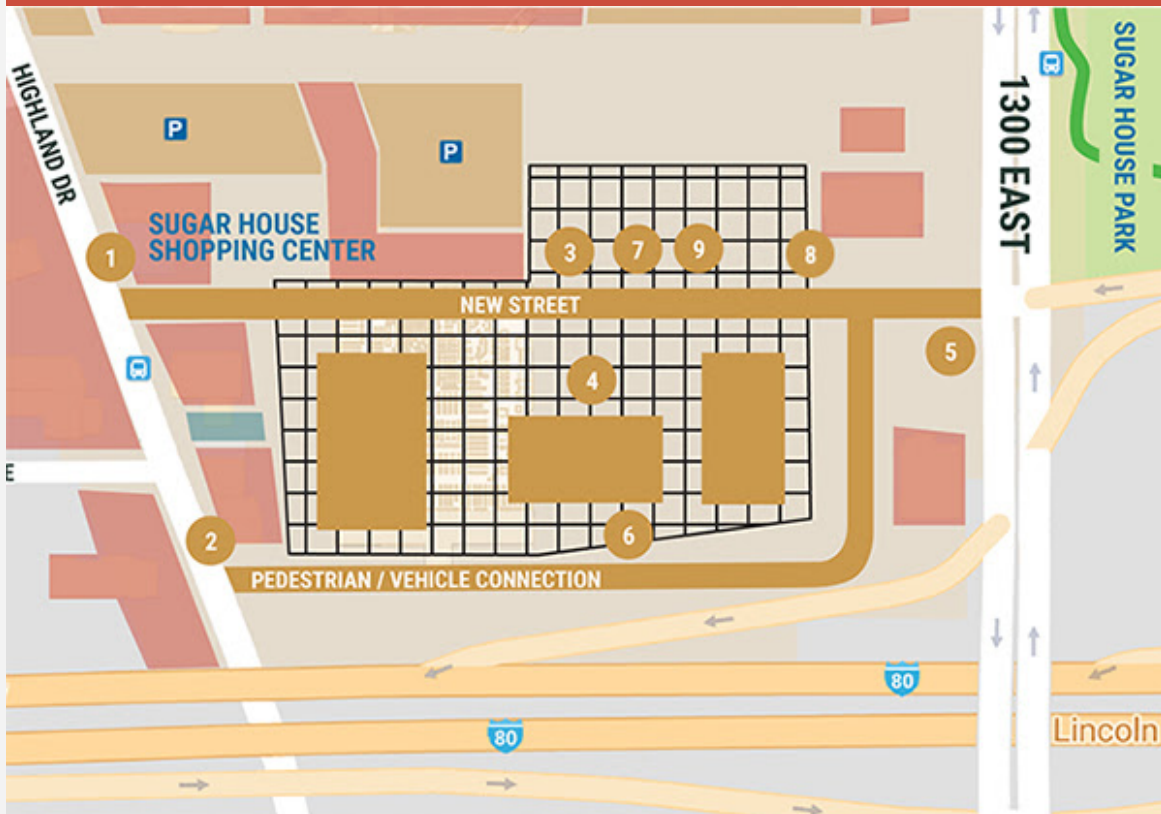 HIGHLAND DR
P
P
SUGAR HOUSE
SHOPPING CENTER
1300 EAST
SUGAR HOUSE PARK
1
3
7
9
8
NEW STREET
5
4
E
2
6
PEDESTRIAN / VEHICLE CONNECTION
80
80
Lincoln